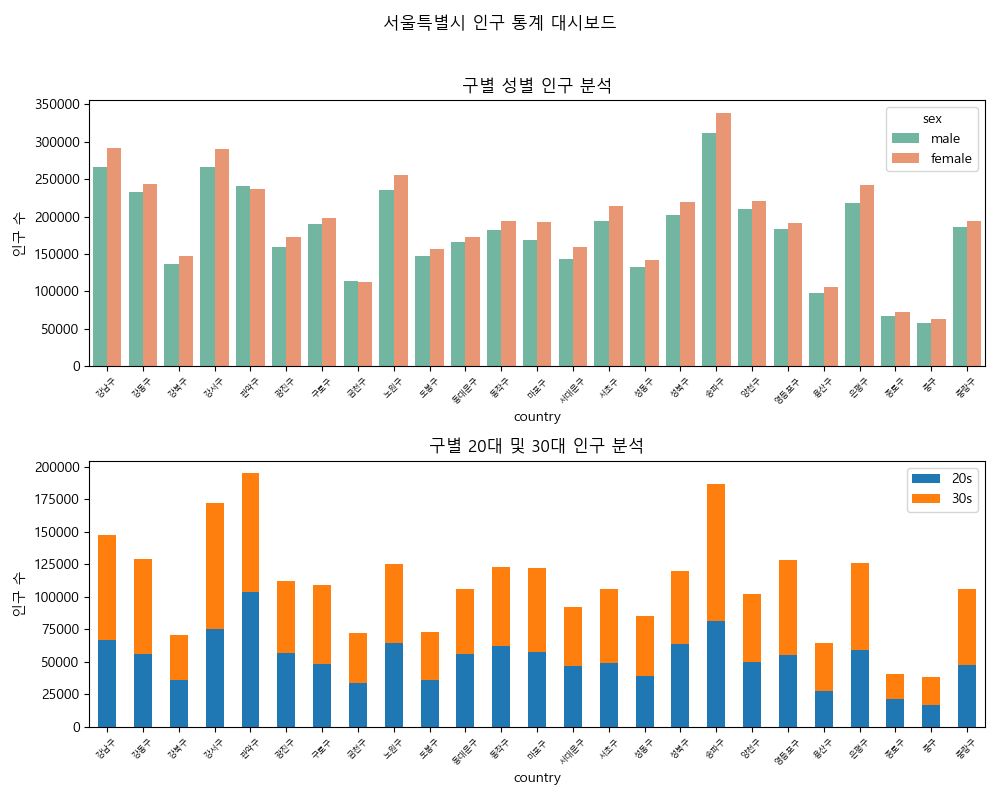 서울특별시 인구 통계 대시보드
구별 성별 인구 분석
350000
300000
250000
200000
150000
100000
50000
0
인구 수
sex
male
female
강남구 강동구 강북구 강서구 관악구 광진구 구로구 금천구 노원구 도봉구 동대문구 동작구 마포구 서대문구 서초구 성동구 성북구 송파구 양천구 영등포구 용산구 은평구 종로구 중구 중랑구
country
구별 20대 및 30대 인구 분석
200000
175000
150000
125000
100000
75000
50000
25000
0
인구 수
20s
30s
강남구 강동구 강북구 강서구 관악구 광진구 구로구 금천구 노원구 도봉구 동대문구 동작구 마포구 서대문구 서초구 성동구 성북구 송파구 양천구 영등포구 용산구 은평구 종로구 중구 중랑구
country